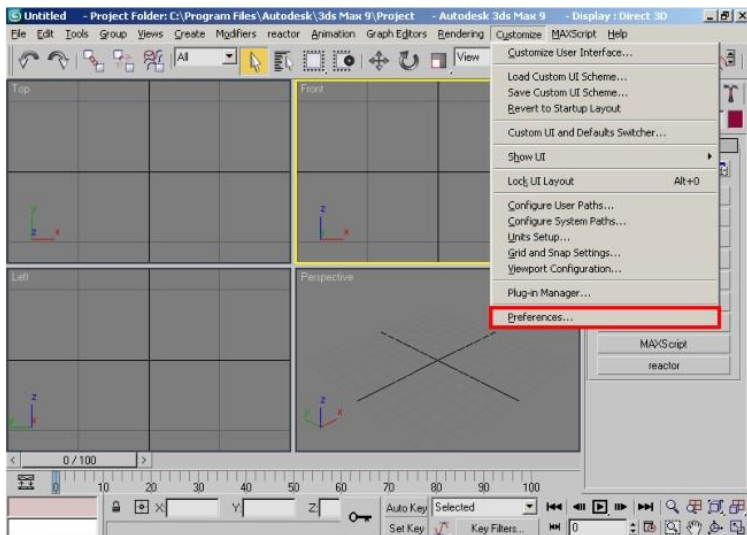 Untitled - Project Folder: C:\Program Files\Autodesk\3ds Max 9\Project - Autodesk 3ds Max 9 - Display : Direct 3D
File Edit Tools Group Views Create Modifiers reactor Animation Graph Editors Rendering Customize MAXScript Help
All View
Customize User Interface...
Load Custom UI Scheme...
Save Custom UI Scheme...
Revert to Startup Layout
Custom UI and Defaults Switcher...
Show UI
Lock UI Layout Alt+0
Configure User Paths...
Configure System Paths...
Units Setup...
Grid and Snap Settings...
Viewport Configuration...
Plug-in Manager...
Preferences...
Top Front
y z
z x x
Left Perspective
MAXScript
reactor
z z
y y x
0 / 100
0 10 20 30 40 50 60 70 80 90 100
X: Y: Z: Auto Key Selected
Set Key Key Filters... 0